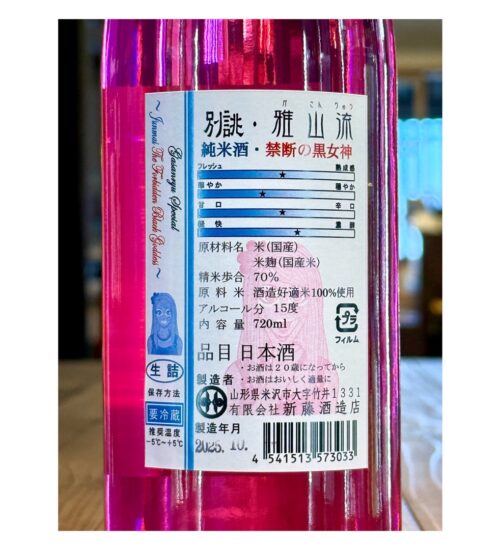 ~ Gasanryu Special
Junmai The Forbidden Black Goddess ~
生詰
保存方法
要冷蔵
推奨温度
-5℃~+5℃
が さん りゅう
別誂・雅山流
純米酒・禁断の黒女神
フレッシュ 熟成感
穏やか
甘口 辛口
軽快 濃醇
原材料名 米(国産)
米麹(国産米)
精米歩合 70%
原料米 酒造好適米100%使用
アルコール分 15度
内容量 720ml
プラ
フィルム
品目 日本酒
・お酒は20歳になってから
・お酒はおいしく適量に
製造者
山形県米沢市大字竹井1331
有限会社 新藤酒造店
製造年月
2025.10.
4 541513 573033